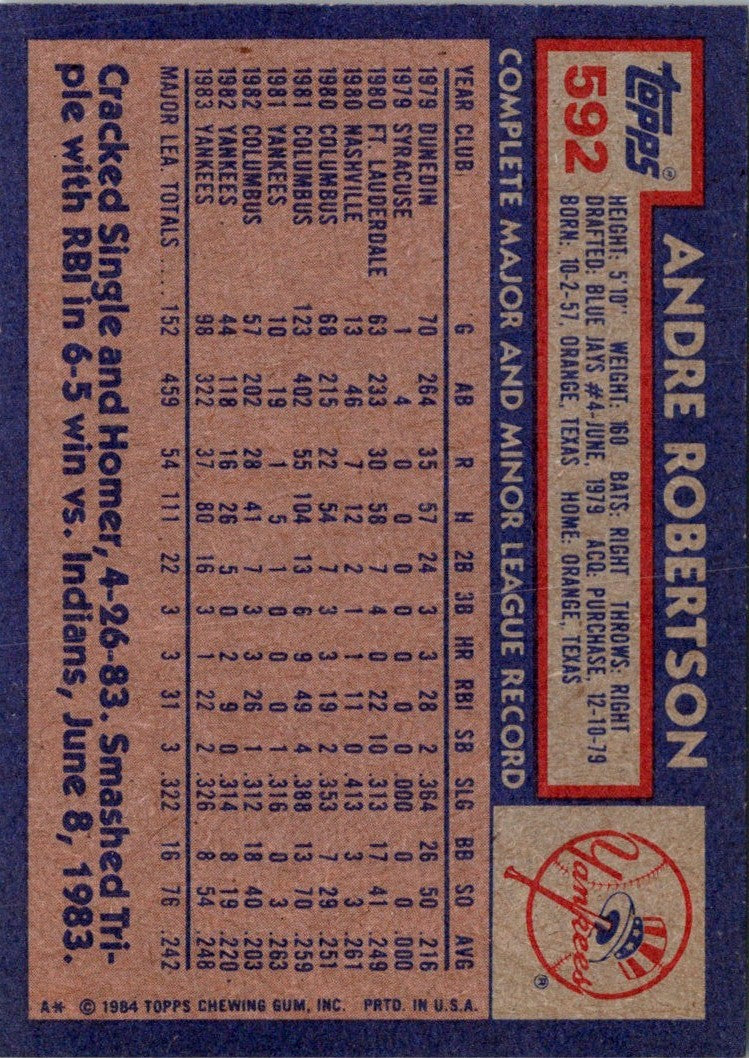 topps®
592
ANDRE ROBERTSON
HEIGHT: 5'10" WEIGHT: 160 BATS: RIGHT THROWS: RIGHT
DRAFTED: BLUE JAYS #4-JUNE, 1979 ACQ: PURCHASE, 12-10-79
BORN: 10-2-57, ORANGE, TEXAS HOME: ORANGE, TEXAS
Yankees ®
COMPLETE MAJOR AND MINOR LEAGUE RECORD
YEAR CLUB G AB R H 2B 3B HR RBI SB SLG BB SO AVG
1979 DUNEDIN 70 264 35 57 24 3 3 28 2 .364 26 50 .216
1979 SYRACUSE 1 4 0 0 0 0 0 0 0 .000 0 0 .000
1980 FT. LAUDERDALE 63 233 30 58 7 4 0 22 10 .313 17 41 .249
1980 NASHVILLE 13 46 7 12 2 1 1 11 0 .413 3 3 .261
1980 COLUMBUS 68 215 22 54 7 3 3 19 2 .353 7 29 .251
1981 COLUMBUS 123 402 55 104 13 6 9 49 4 .388 13 70 .259
1981 YANKEES 10 19 1 5 1 0 0 0 1 .316 0 3 .263
1982 COLUMBUS 57 202 28 41 7 3 3 26 1 .312 18 40 .203
1982 YANKEES 44 118 16 26 5 0 2 9 0 .314 8 19 .220
1983 YANKEES 98 322 37 80 16 3 1 22 2 .326 8 54 .248
MAJOR LEA. TOTALS ..... 152 459 54 111 22 3 3 31 3 .322 16 76 .242
Cracked Single and Homer, 4-26-83. Smashed Tri-
ple with RBI in 6-5 win vs. Indians, June 8, 1983.
A* © 1984 TOPPS CHEWING GUM, INC. PRTD. IN U.S.A.